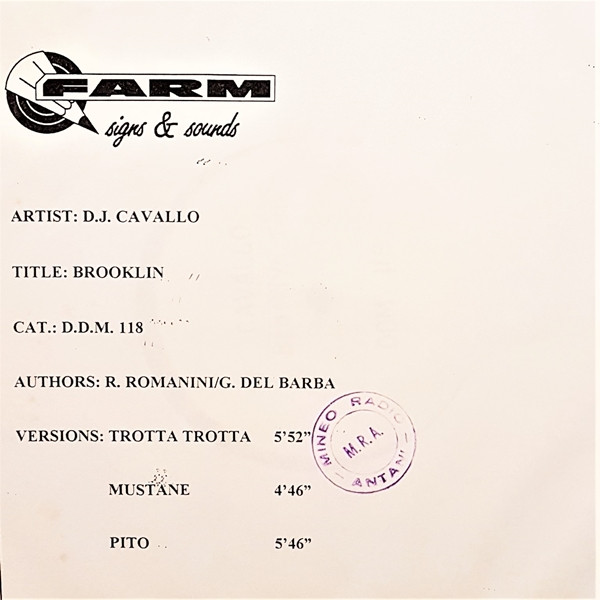 FARM
signs & sounds
ARTIST: D.J. CAVALLO
TITLE: BROOKLIN
CAT.: D.D.M. 118
AUTHORS: R. ROMANINI/G. DEL BARBA
VERSIONS: TROTTA TROTTA 5’52”
MUSTANE 4’46”
PITO 5’46”
MINEO RADIO ANTANI
M.R.A.